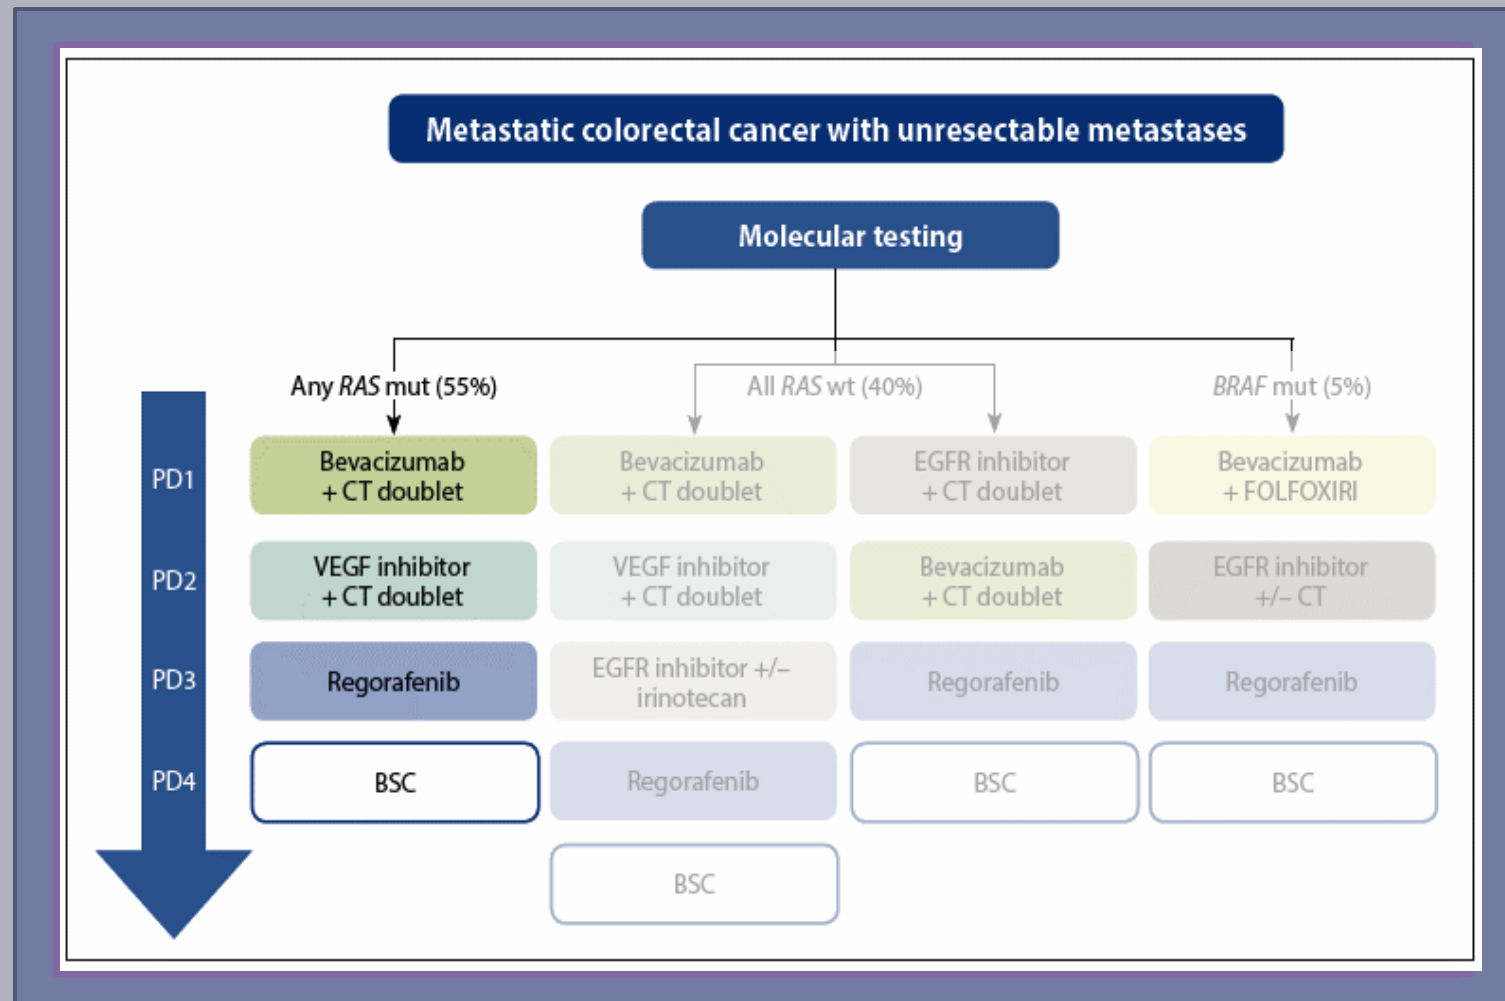 Metastatic colorectal cancer with unresectable metastases
Molecular testing
Any RAS mut (55%)
All RAS wt (40%)
BRAF mut (5%)
PD1
Bevacizumab
+ CT doublet
Bevacizumab
+ CT doublet
EGFR inhibitor
+ CT doublet
Bevacizumab
+ FOLFOXIRI
PD2
VEGF inhibitor
+ CT doublet
VEGF inhibitor
+ CT doublet
Bevacizumab
+ CT doublet
EGFR inhibitor
+/– CT
PD3
Regorafenib
EGFR inhibitor +/–
irinotecan
Regorafenib
Regorafenib
PD4
BSC
Regorafenib
BSC
BSC
BSC